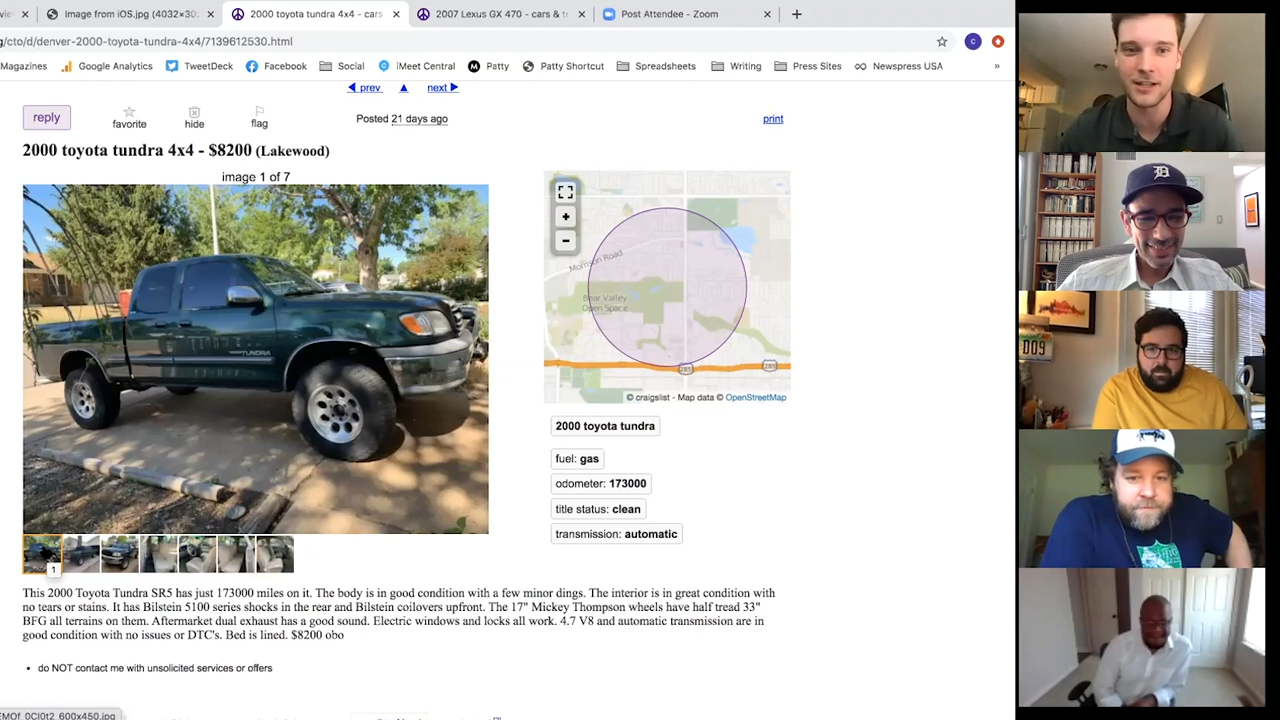 Image from iOS.jpg (4032×302
2000 toyota tundra 4x4 - cars
2007 Lexus GX 470 - cars & t
Post Attendee - Zoom
g/cto/d/denver-2000-toyota-tundra-4x4/7139612530.html
C
Magazines
Google Analytics
TweetDeck
Facebook
Social
iMeet Central
Patty
Patty Shortcut
Spreadsheets
Writing
Press Sites
Newspress USA
»
prev
next
reply
favorite
hide
flag
Posted 21 days ago
print
2000 toyota tundra 4x4 - $8200 (Lakewood)
image 1 of 7
TUNDRA
+
-
Morrison Road
Bear Valley
Open Space
285
285
© craigslist - Map data © OpenStreetMap
2000 toyota tundra
fuel: gas
odometer: 173000
title status: clean
transmission: automatic
1
This 2000 Toyota Tundra SR5 has just 173000 miles on it. The body is in good condition with a few minor dings. The interior is in great condition with
no tears or stains. It has Bilstein 5100 series shocks in the rear and Bilstein coilovers upfront. The 17" Mickey Thompson wheels have half tread 33"
BFG all terrains on them. Aftermarket dual exhaust has a good sound. Electric windows and locks all work. 4.7 V8 and automatic transmission are in
good condition with no issues or DTC's. Bed is lined. $8200 obo
• do NOT contact me with unsolicited services or offers
D
D09